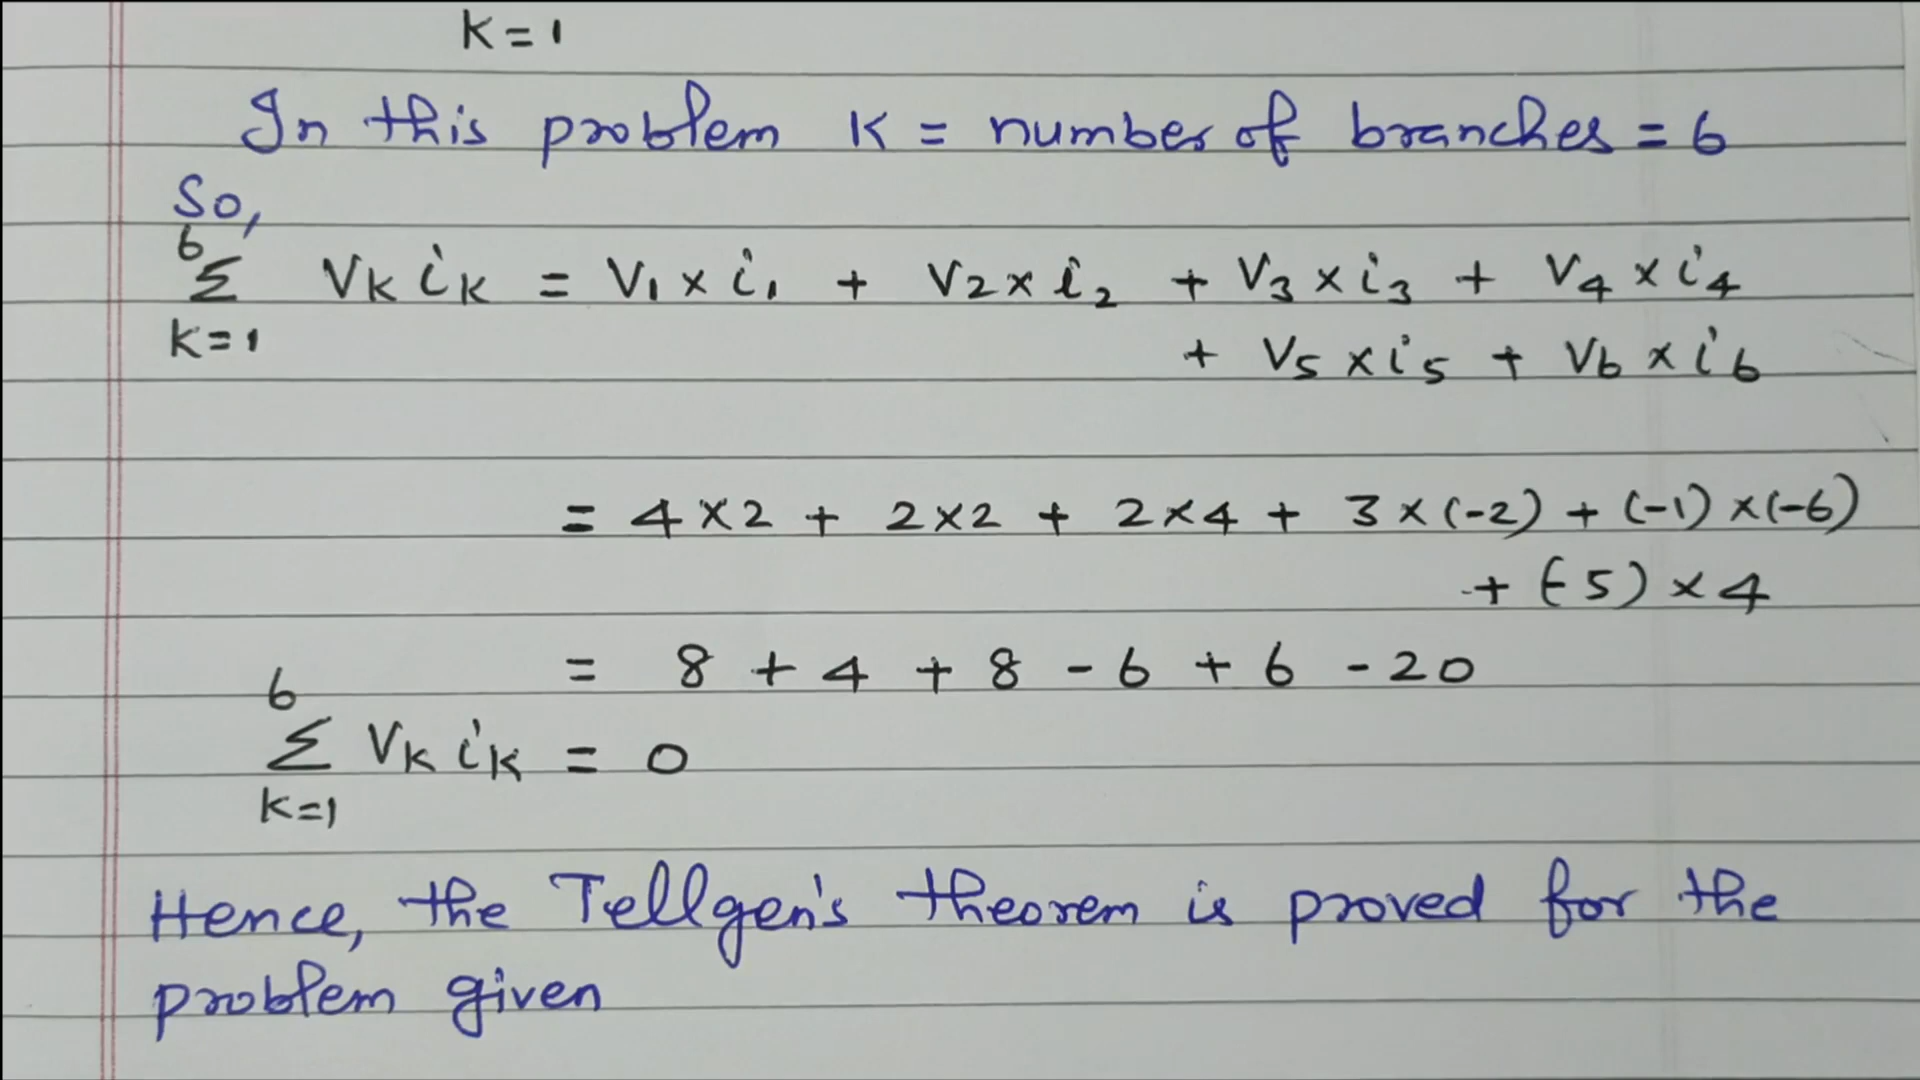 K = 1
In this problem K = number of branches = 6
So,
6
Σ VK iK = V1 x i1 + V2 x i2 + V3 x i3 + V4 x i4
K=1
+ V5 x i5 + V6 x i6
= 4 x 2 + 2 x 2 + 2 x 4 + 3 x (-2) + (-1) x (-6)
+ (-5) x 4
= 8 + 4 + 8 - 6 + 6 - 20
6
Σ VK iK = 0
K=1
Hence, the Tellgen's theorem is proved for the
problem given